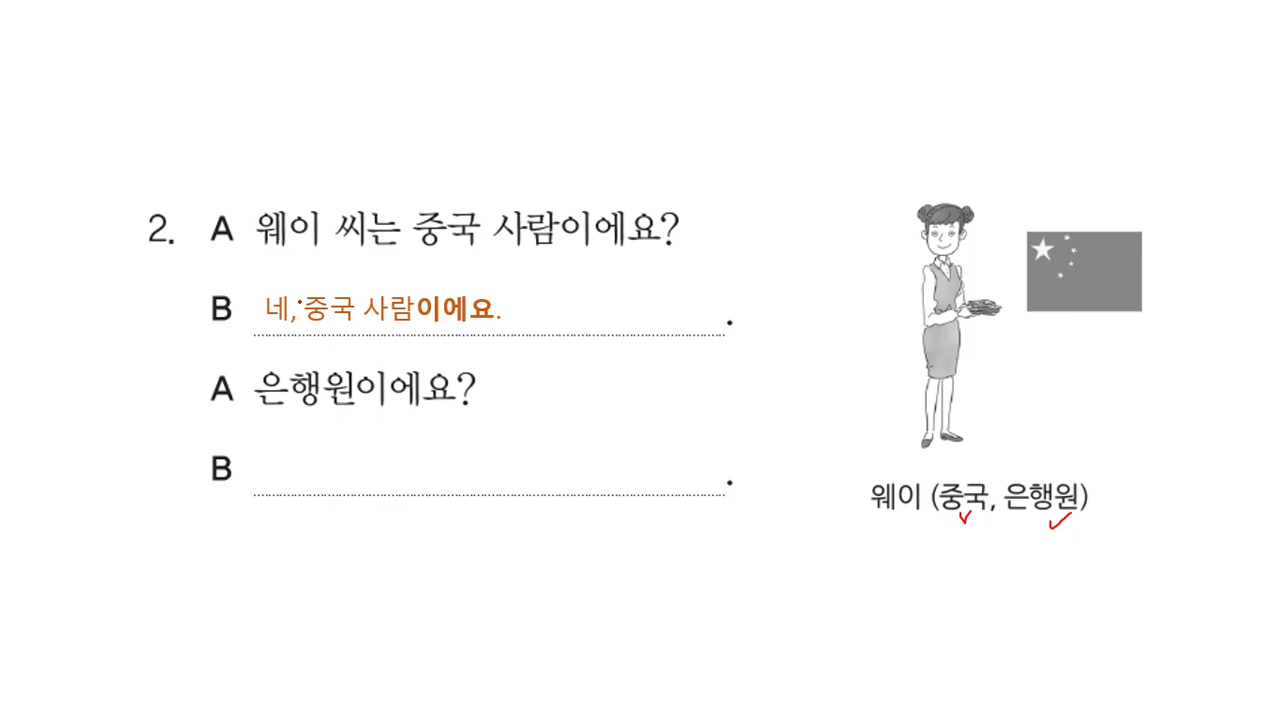 2. A 웨이 씨는 중국 사람이에요?
B 네, 중국 사람이에요. .
A 은행원이에요?
B .
웨이 (중국, 은행원)